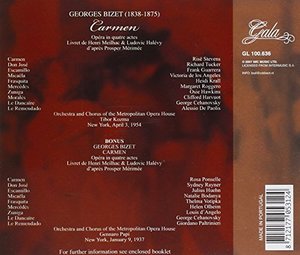 GEORGES BIZET (1838-1875)
Carmen
Opéra in quatre actes
Livret de Henri Meilhac & Ludovic Halévy
d'après Prosper Mérimée
Carmen Risë Stevens
Don José Richard Tucker
Escamillo Frank Guarrera
Micaëla Victoria de los Angeles
Frasquita Heidi Krall
Mercédès Margaret Roggero
Zuniga Osie Hawkins
Moralès Clifford Harvuot
Le Dancaïre George Cehanovsky
Le Remendado Alessio De Paolis
Orchestra and Chorus of the Metropolitan Opera House
Tibor Kozma
New York, April 3, 1954
BONUS
GEORGES BIZET
CARMEN
Opéra in quatre actes
Livret de Henri Meilhac & Ludovic Halévy
d'après Prosper Mérimée
Carmen Rosa Ponselle
Don José Sydney Rayner
Escamillo Julius Huehn
Micaëla Natalie Bodanya
Frasquita Thelma Votipka
Mercédès Helen Olheim
Zuniga Louis d'Angelo
Le Dancaïre George Cehanovsky
Le Remendado Giordano Paltrinieri
Orchestra and Chorus of the Metropolitan Opera House
Gennaro Papi
New York, January 9, 1937
For further information see enclosed booklet
Gala
GL 100.636
MADE IN PORTUGAL